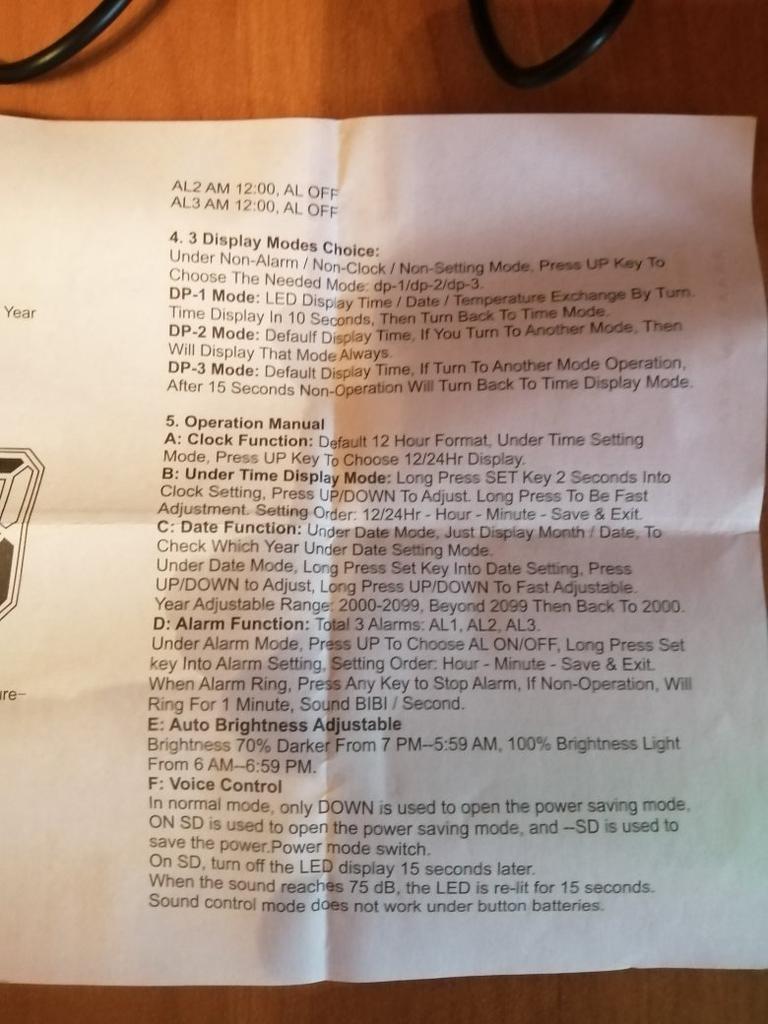 AL2 AM 12:00, AL OFF
AL3 AM 12:00, AL OFF
4. 3 Display Modes Choice:
Under Non-Alarm / Non-Clock / Non-Setting Mode, Press UP Key To
Choose The Needed Mode: dp-1/dp-2/dp-3.
DP-1 Mode: LED Display Time / Date / Temperature Exchange By Turn.
Time Display In 10 Seconds, Then Turn Back To Time Mode.
DP-2 Mode: Defaulf Display Time, If You Turn To Another Mode, Then
Will Display That Mode Always.
DP-3 Mode: Default Display Time, If Turn To Another Mode Operation,
After 15 Seconds Non-Operation Will Turn Back To Time Display Mode.
5. Operation Manual
A: Clock Function: Default 12 Hour Format, Under Time Setting
Mode, Press UP Key To Choose 12/24Hr Display.
B: Under Time Display Mode: Long Press SET Key 2 Seconds Into
Clock Setting, Press UP/DOWN To Adjust. Long Press To Be Fast
Adjustment. Setting Order: 12/24Hr - Hour - Minute - Save & Exit.
C: Date Function: Under Date Mode, Just Display Month / Date, To
Check Which Year Under Date Setting Mode.
Under Date Mode, Long Press Set Key Into Date Setting, Press
UP/DOWN to Adjust, Long Press UP/DOWN To Fast Adjustable.
Year Adjustable Range: 2000-2099, Beyond 2099 Then Back To 2000.
D: Alarm Function: Total 3 Alarms: AL1, AL2, AL3.
Under Alarm Mode, Press UP To Choose AL ON/OFF, Long Press Set
key Into Alarm Setting, Setting Order: Hour - Minute - Save & Exit.
When Alarm Ring, Press Any Key to Stop Alarm, If Non-Operation, Will
Ring For 1 Minute, Sound BIBI / Second.
E: Auto Brightness Adjustable
Brightness 70% Darker From 7 PM--5:59 AM, 100% Brightness Light
From 6 AM--6:59 PM.
F: Voice Control
In normal mode, only DOWN is used to open the power saving mode,
ON SD is used to open the power saving mode, and --SD is used to
save the power.Power mode switch.
On SD, turn off the LED display 15 seconds later.
When the sound reaches 75 dB, the LED is re-lit for 15 seconds.
Sound control mode does not work under button batteries.
Year